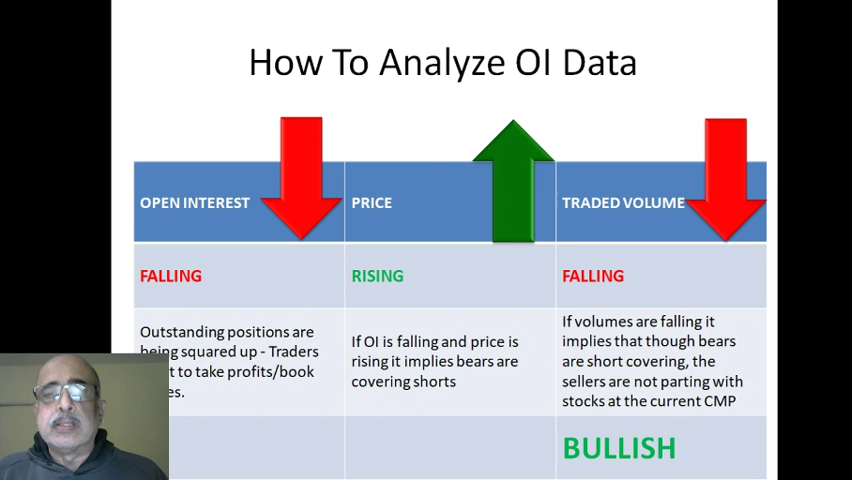 How To Analyze OI Data
OPEN INTEREST
PRICE
TRADED VOLUME
FALLING
RISING
FALLING
Outstanding positions are
being squared up - Traders
to take profits/book
If OI is falling and price is
rising it implies bears are
covering shorts
If volumes are falling it
implies that though bears
are short covering, the
sellers are not parting with
stocks at the current CMP
BULLISH